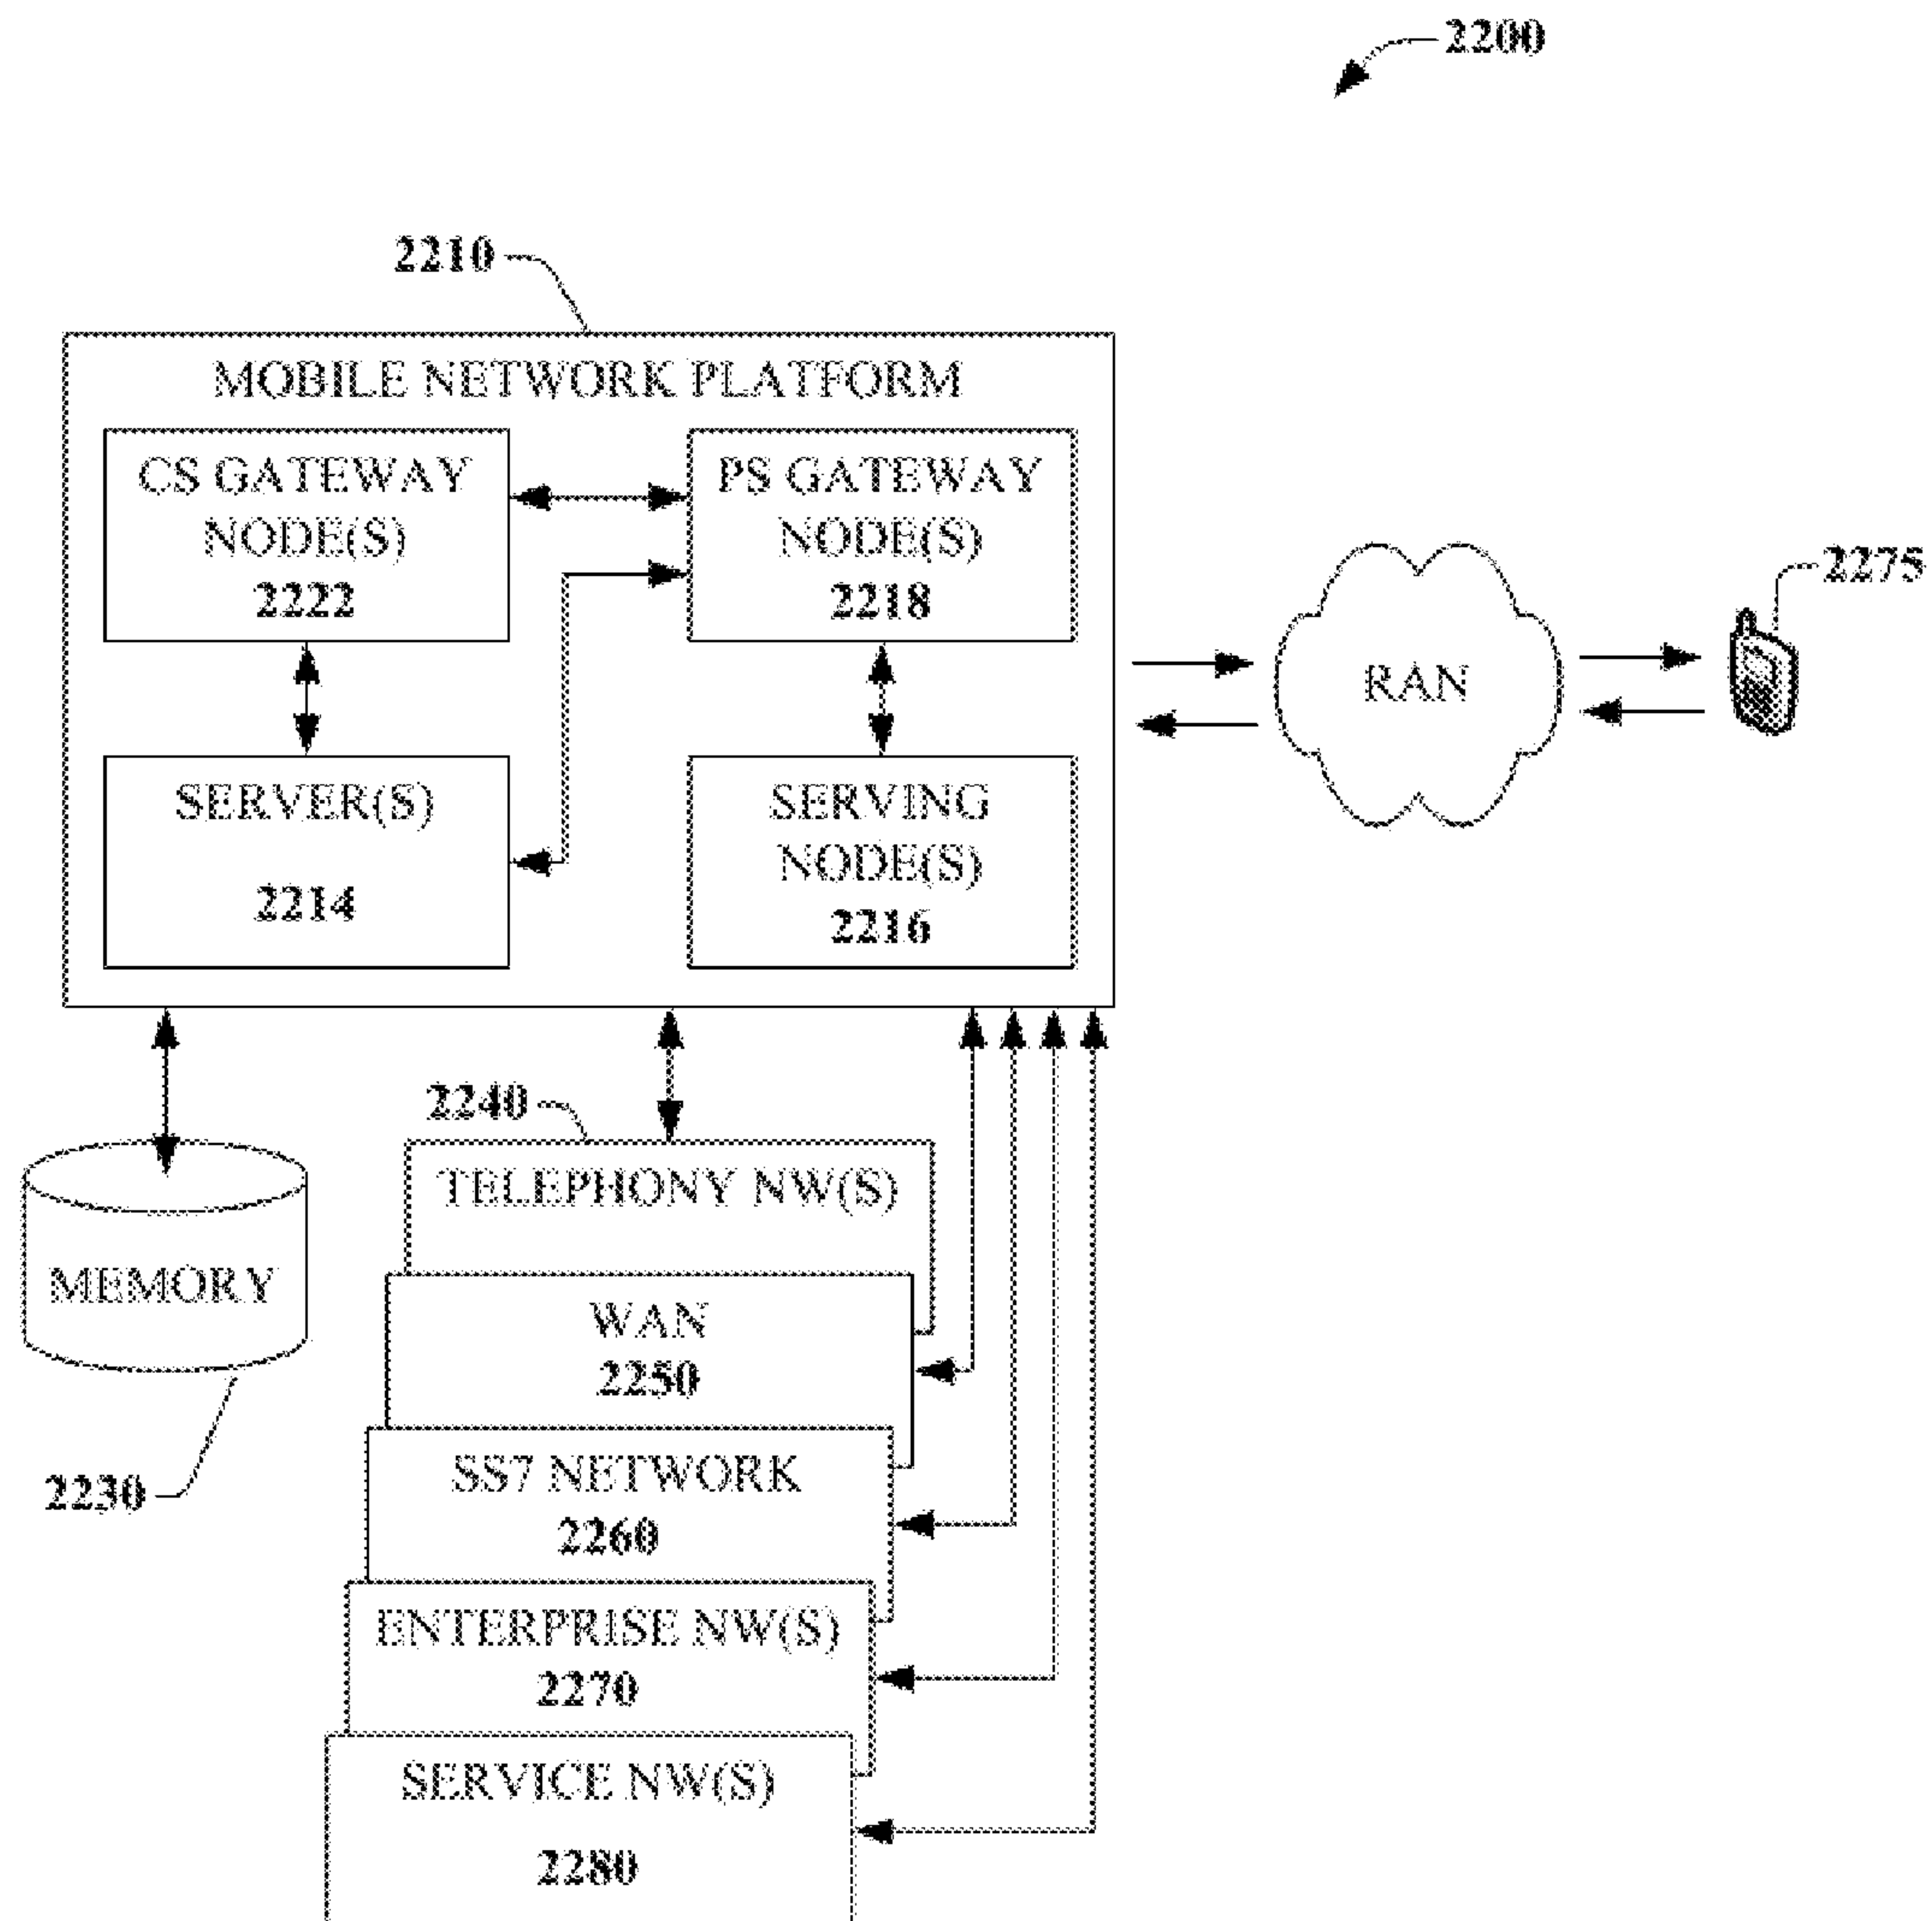 2200
2210
MOBILE NETWORK PLATFORM
CS GATEWAY
NODE(S)
2222
PS GATEWAY
NODE(S)
2218
SERVER(S)
2214
SERVING
NODE(S)
2216
RAN
2275
2240
TELEPHONY NW(S)
MEMORY
2230
WAN
2250
SS7 NETWORK
2260
ENTERPRISE NW(S)
2270
SERVICE NW(S)
2280